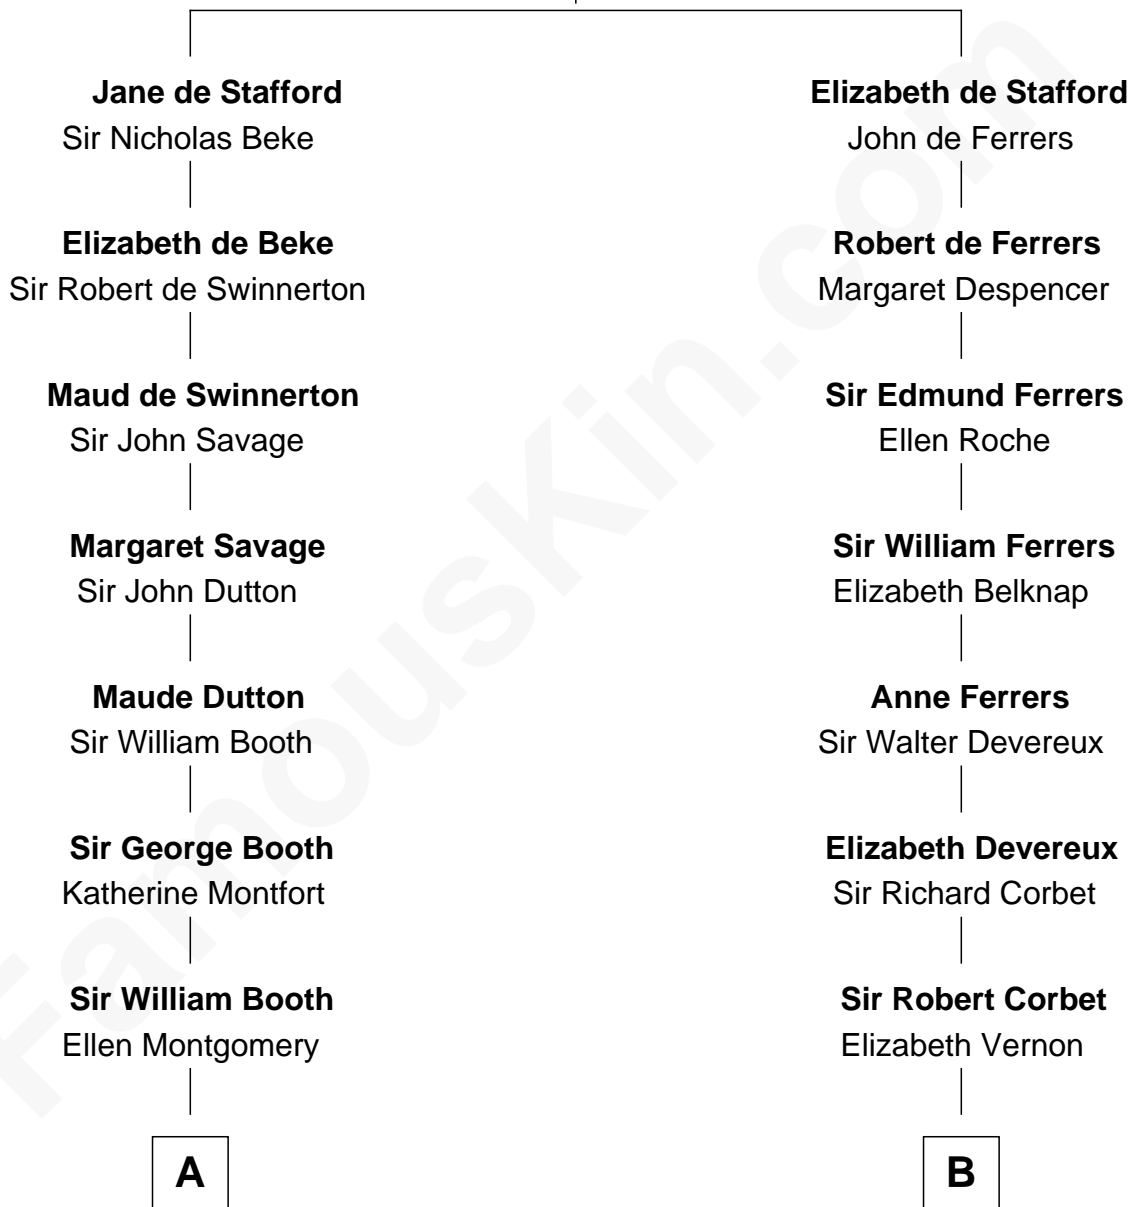 Jane de Stafford
Sir Nicholas Beke
Elizabeth de Beke
Sir Robert de Swinnerton
Maud de Swinnerton
Sir John Savage
Margaret Savage
Sir John Dutton
Maude Dutton
Sir William Booth
Sir George Booth
Katherine Montfort
Sir William Booth
Ellen Montgomery
A
Elizabeth de Stafford
John de Ferrers
Robert de Ferrers
Margaret Despencer
Sir Edmund Ferrers
Ellen Roche
Sir William Ferrers
Elizabeth Belknap
Anne Ferrers
Sir Walter Devereux
Elizabeth Devereux
Sir Richard Corbet
Sir Robert Corbet
Elizabeth Vernon
B
FamousKin.com